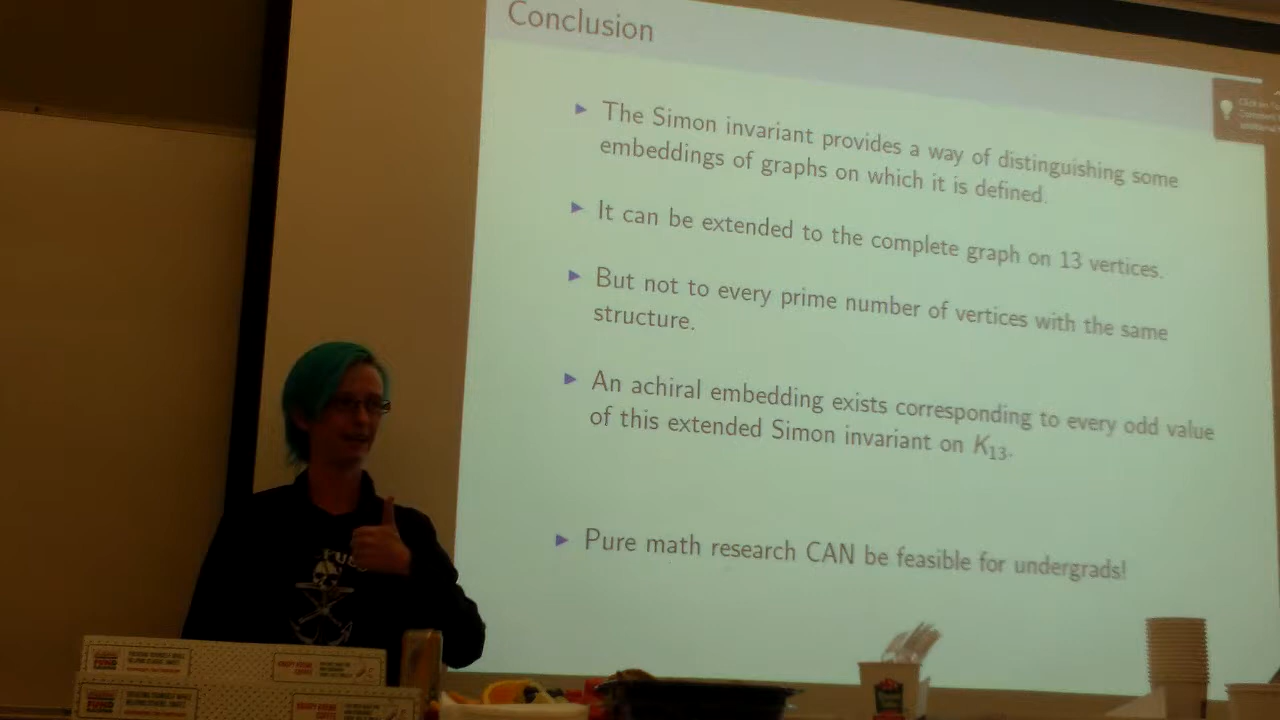 Conclusion
The Simon invariant provides a way of distinguishing some
embeddings of graphs on which it is defined.
It can be extended to the complete graph on 13 vertices.
But not to every prime number of vertices with the same
structure.
An achiral embedding exists corresponding to every odd value
of this extended Simon invariant on K₁₃.
Pure math research CAN be feasible for undergrads!